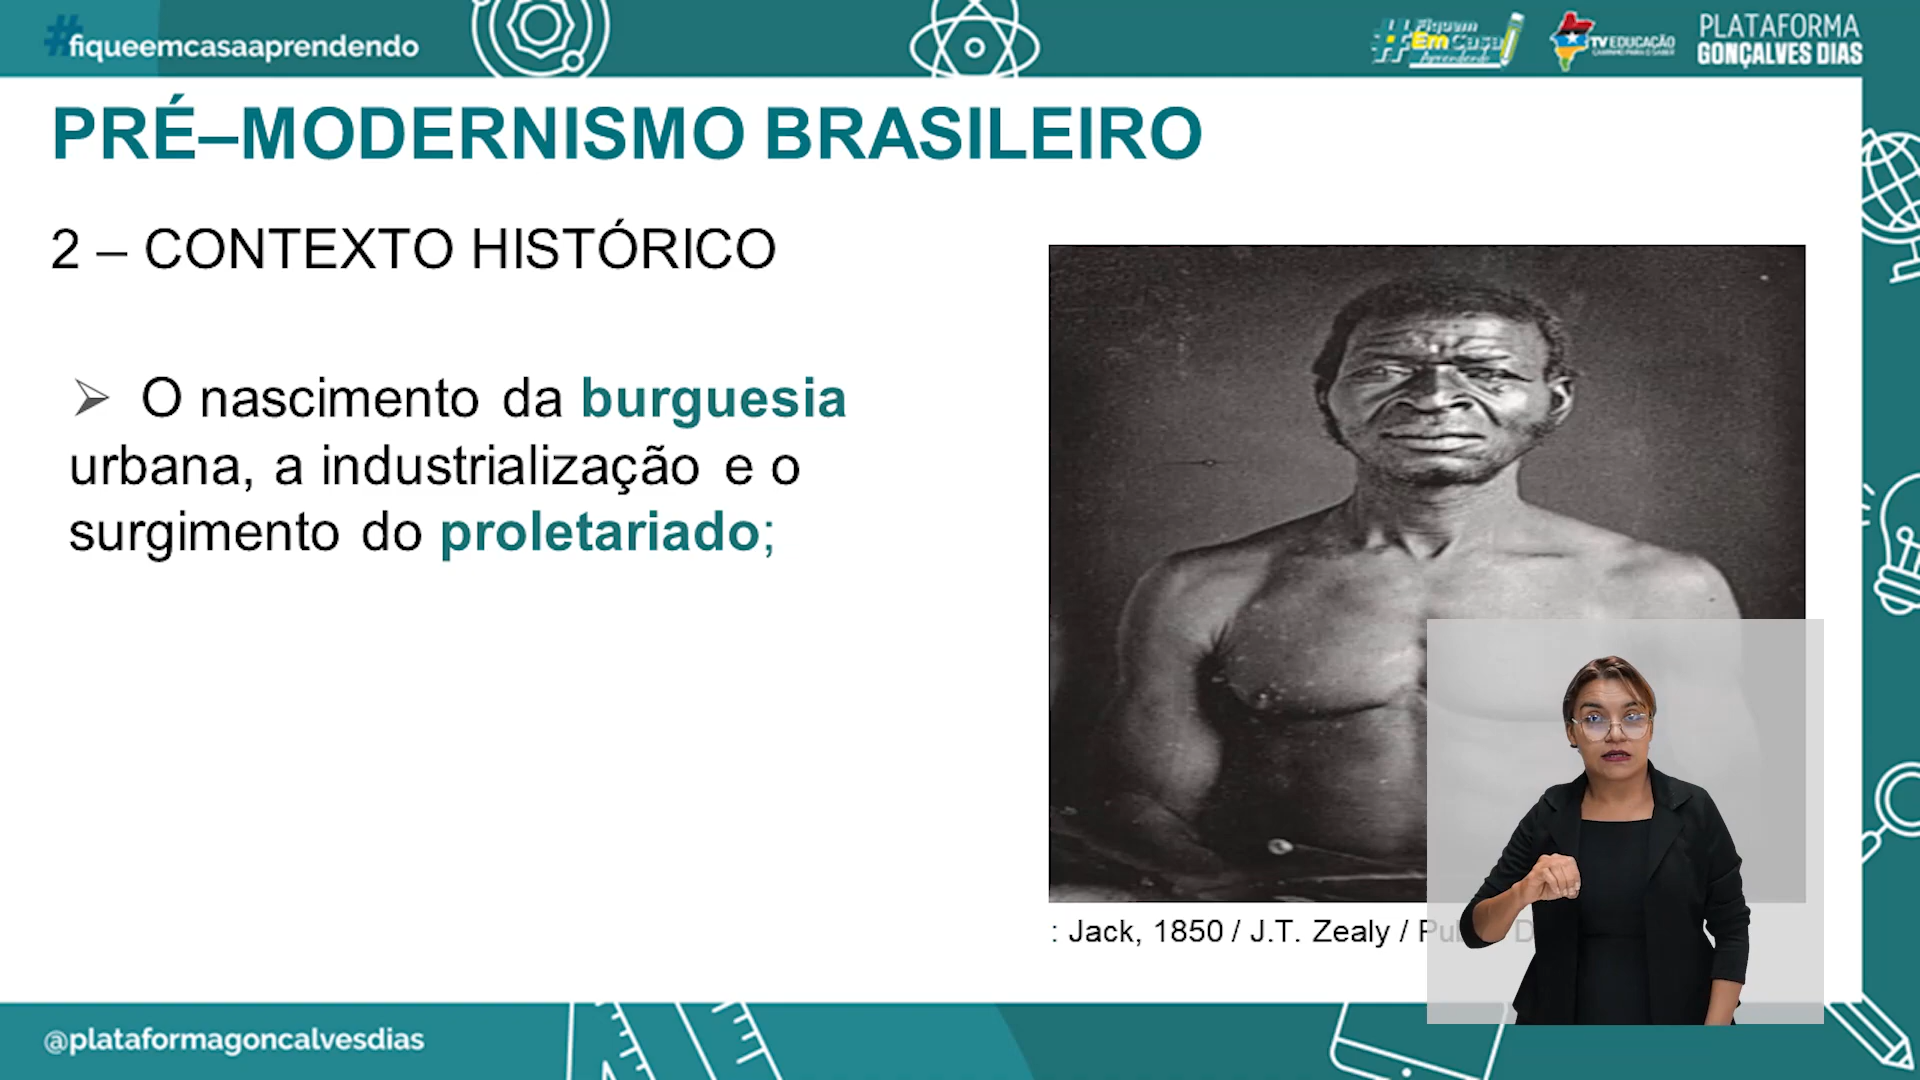 #fiqueemcasaaprendendo
#Fiquem
Em Casa
Aprendendo
TV EDUCAÇÃO
PLATAFORMA
GONÇALVES DIAS
PRÉ–MODERNISMO BRASILEIRO
2 – CONTEXTO HISTÓRICO
➢ O nascimento da burguesia
urbana, a industrialização e o
surgimento do proletariado;
: Jack, 1850 / J.T. Zealy /
@plataformagoncalvesdias